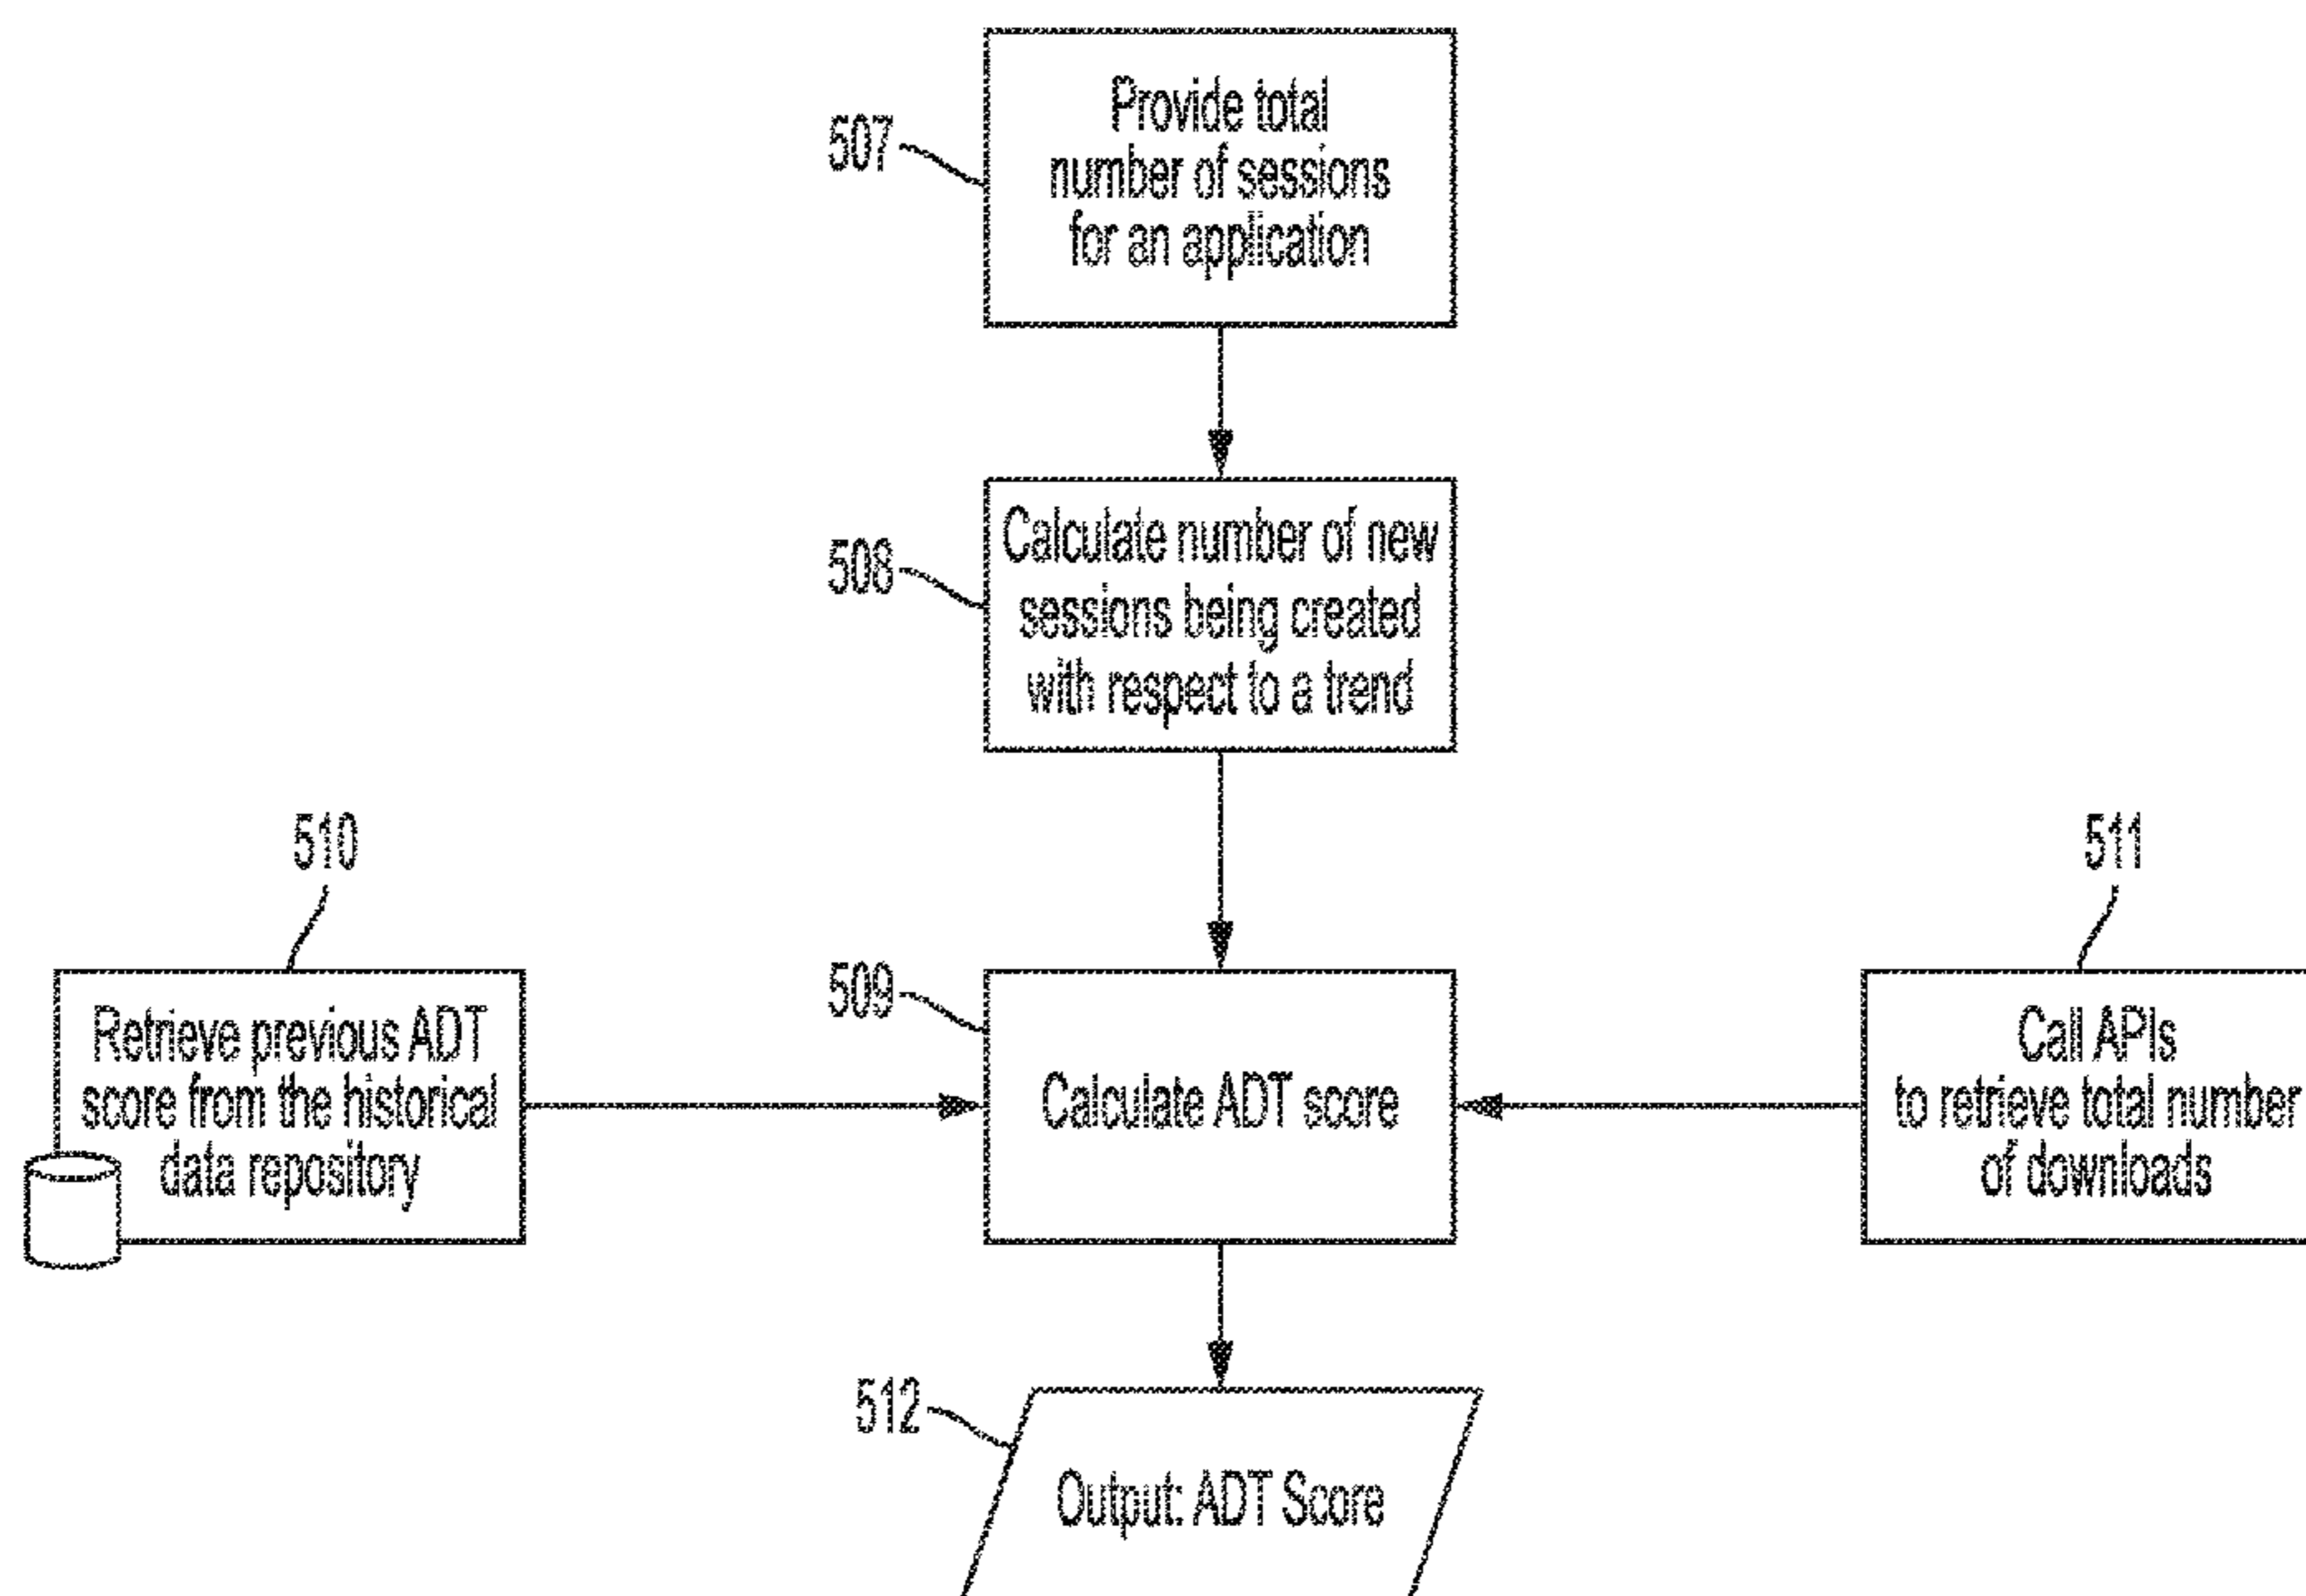 507
Provide total
number of sessions
for an application
508
Calculate number of new
sessions being created
with respect to a trend
510
511
509
Retrieve previous ADT
score from the historical
data repository
Calculate ADT score
Call APIs
to retrieve total number
of downloads
512
Output: ADT Score